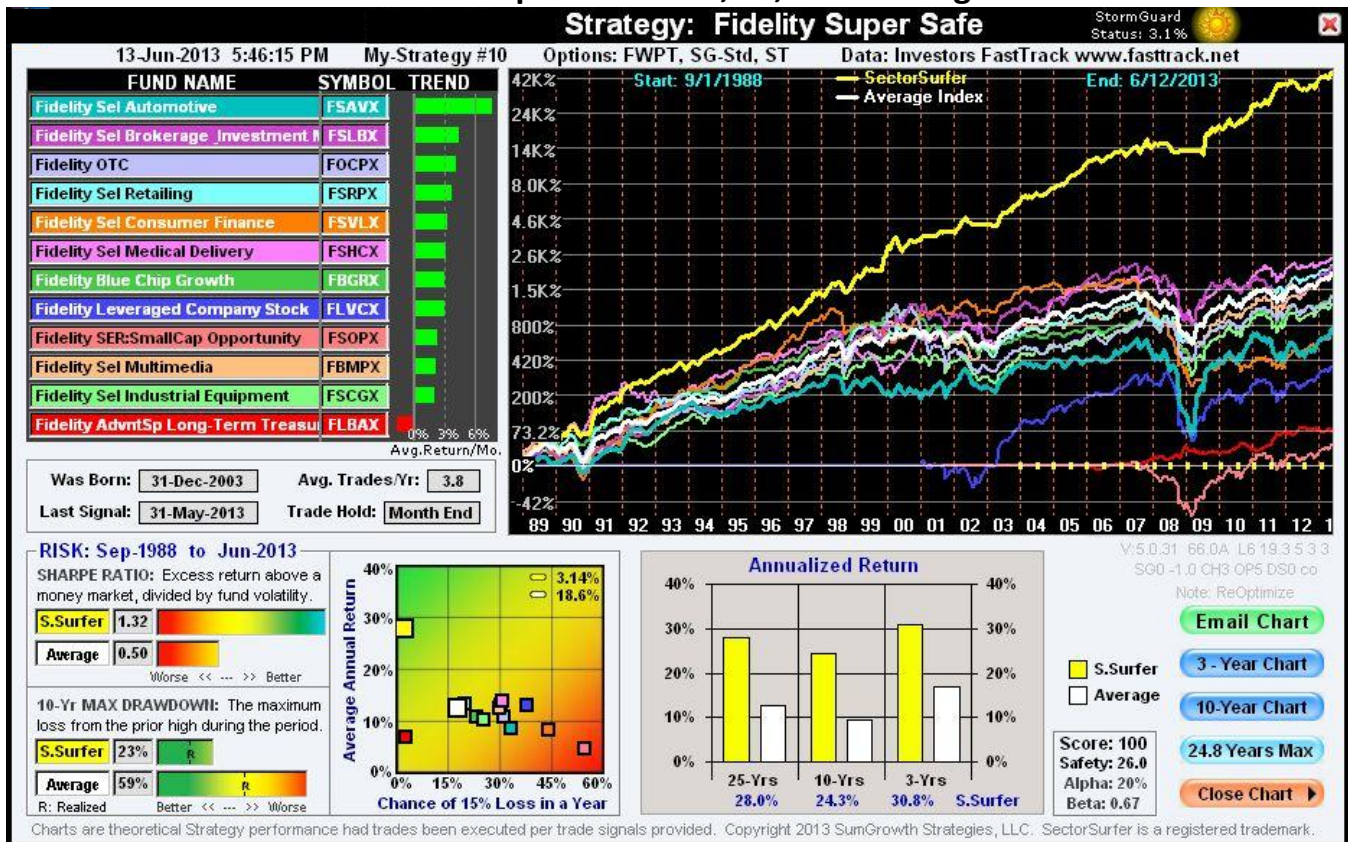 Strategy: Fidelity Super Safe
StormGuard
Status: 3.1%
13-Jun-2013 5:46:15 PM My-Strategy #10 Options: FWPT, SG-Std, ST Data: Investors FastTrack www.fasttrack.net
FUND NAME SYMBOL TREND
Fidelity Sel Automotive FSAVX
Fidelity Sel Brokerage _Investment M FSLBX
Fidelity OTC FOCPX
Fidelity Sel Retailing FSRPX
Fidelity Sel Consumer Finance FSVLX
Fidelity Sel Medical Delivery FSHCX
Fidelity Blue Chip Growth FBGRX
Fidelity Leveraged Company Stock FLVCX
Fidelity SER:SmallCap Opportunity FSOPX
Fidelity Sel Multimedia FBMPX
Fidelity Sel Industrial Equipment FSCGX
Fidelity AdvntSp Long-Term Treasu FLBAX
0% 3% 6%
Avg.Return/Mo.
Start: 9/1/1988
SectorSurfer
Average Index
End: 6/12/2013
42K%
24K%
14K%
8.0K%
4.6K%
2.6K%
1.5K%
800%
420%
200%
73.2%
0%
-42%
89 90 91 92 93 94 95 96 97 98 99 00 01 02 03 04 05 06 07 08 09 10 11 12 1
Was Born: 31-Dec-2003 Avg. Trades/Yr: 3.8
Last Signal: 31-May-2013 Trade Hold: Month End
RISK: Sep-1988 to Jun-2013
SHARPE RATIO: Excess return above a
money market, divided by fund volatility.
S.Surfer 1.32
Average 0.50
Worse << --- >> Better
10-Yr MAX DRAWDOWN: The maximum
loss from the prior high during the period.
S.Surfer 23% R
Average 59% R
R: Realized Better << --- >> Worse
Average Annual Return
40%
30%
20%
10%
0%
3.14%
18.6%
0% 15% 30% 45% 60%
Chance of 15% Loss in a Year
Annualized Return
40% 40%
30% 30%
20% 20%
10% 10%
0% 0%
25-Yrs 10-Yrs 3-Yrs
28.0% 24.3% 30.8% S.Surfer
S.Surfer
Average
V:5.0.31 66.0A L6 19.3 5 3 3
SG0 -1.0 CH3 OP5 DS0 co
Note: ReOptimize
Email Chart
3 - Year Chart
10-Year Chart
24.8 Years Max
Close Chart
Score: 100
Safety: 26.0
Alpha: 20%
Beta: 0.67
Charts are theoretical Strategy performance had trades been executed per trade signals provided. Copyright 2013 SumGrowth Strategies, LLC. SectorSurfer is a registered trademark.